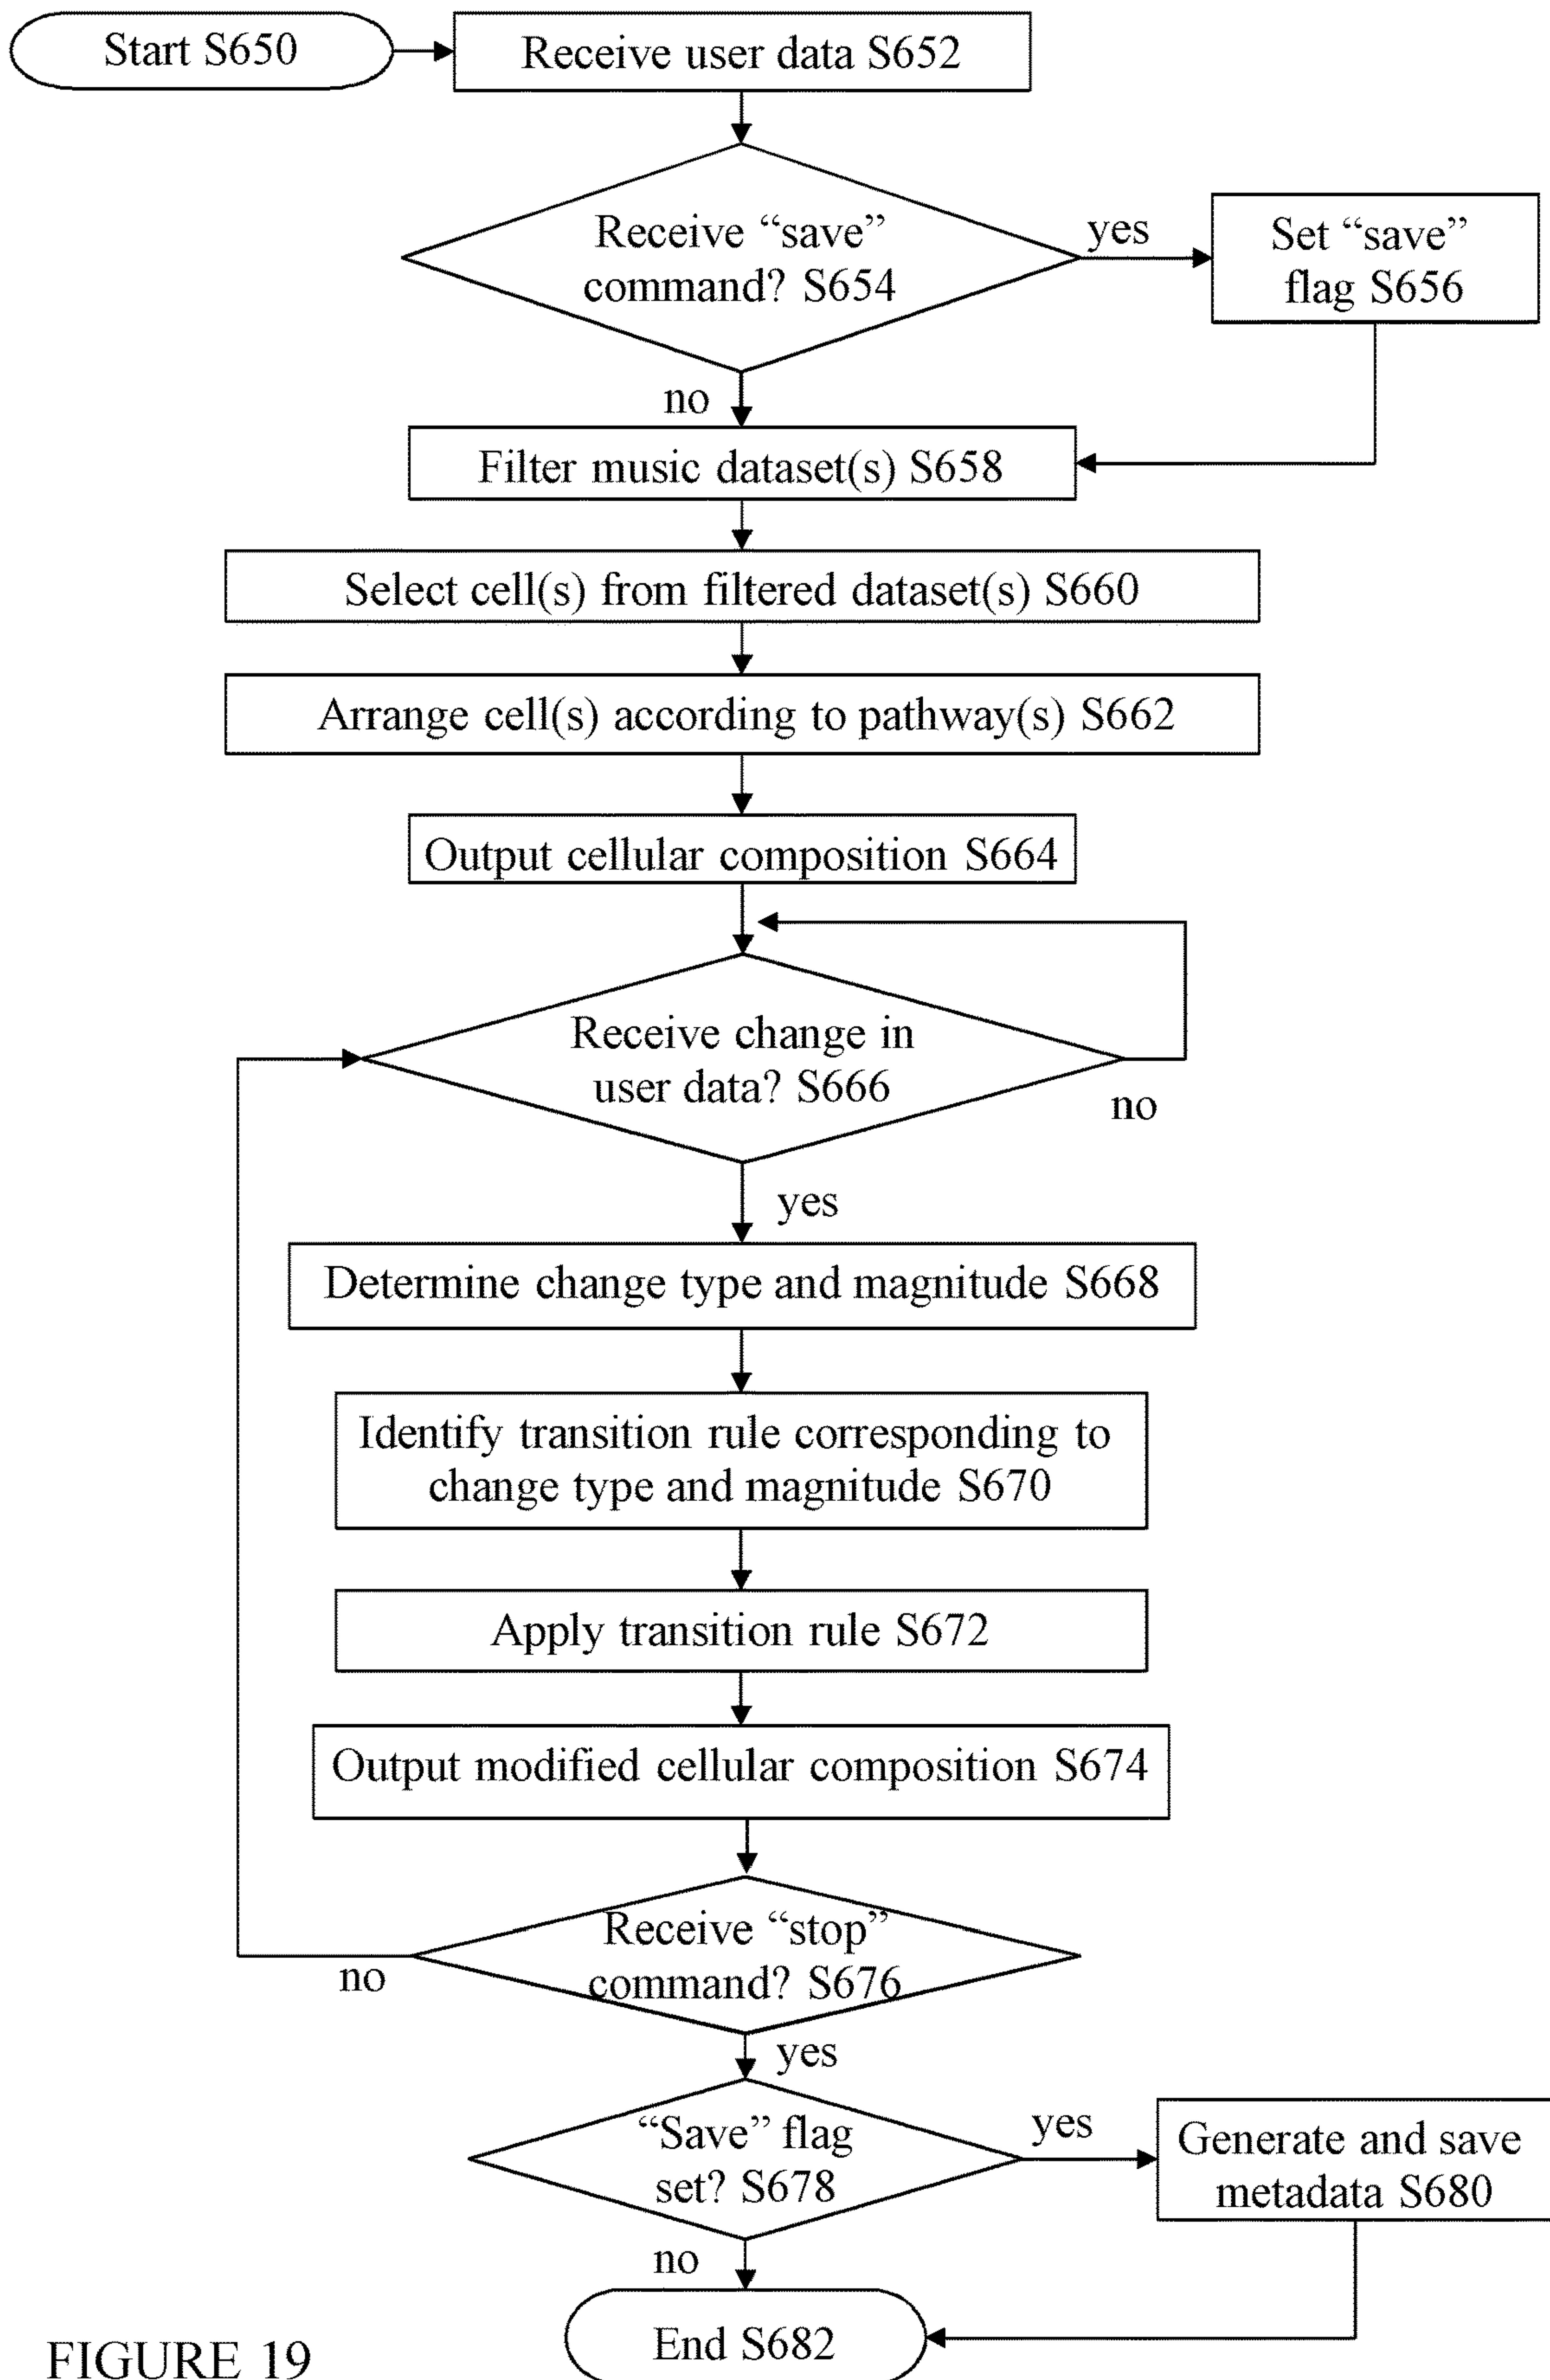 Start S650
Receive user data S652
Receive “save”
command? S654
yes
Set “save”
flag S656
no
Filter music dataset(s) S658
Select cell(s) from filtered dataset(s) S660
Arrange cell(s) according to pathway(s) S662
Output cellular composition S664
Receive change in
user data? S666
no
yes
Determine change type and magnitude S668
Identify transition rule corresponding to
change type and magnitude S670
Apply transition rule S672
Output modified cellular composition S674
Receive “stop”
command? S676
no
yes
“Save” flag
set? S678
yes
Generate and save
metadata S680
no
End S682
FIGURE 19